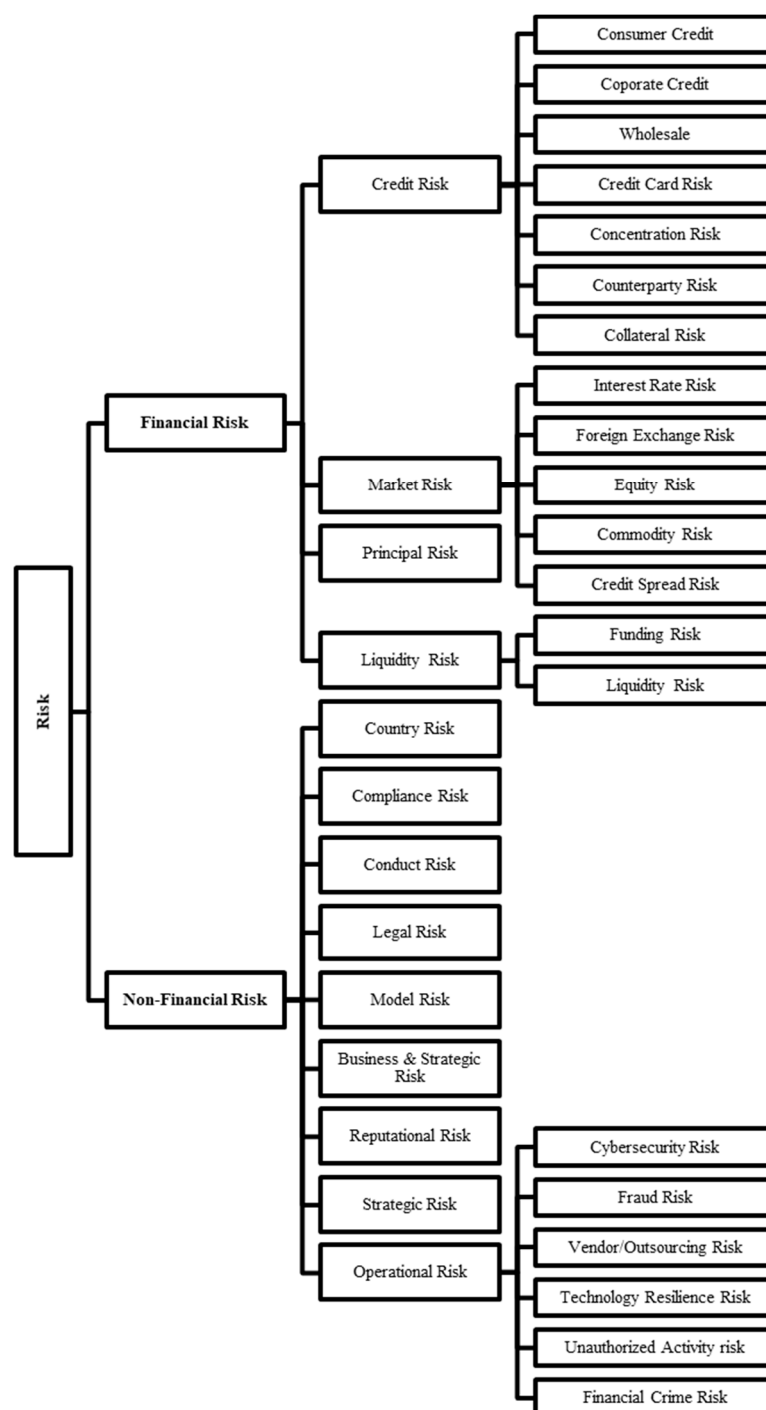 Risk
Financial Risk
Credit Risk
Consumer Credit
Coporate Credit
Wholesale
Credit Card Risk
Concentration Risk
Counterparty Risk
Collateral Risk
Market Risk
Interest Rate Risk
Foreign Exchange Risk
Equity Risk
Commodity Risk
Credit Spread Risk
Principal Risk
Liquidity Risk
Funding Risk
Liquidity Risk
Non-Financial Risk
Country Risk
Compliance Risk
Conduct Risk
Legal Risk
Model Risk
Business & Strategic
Risk
Reputational Risk
Strategic Risk
Operational Risk
Cybersecurity Risk
Fraud Risk
Vendor/Outsourcing Risk
Technology Resilience Risk
Unauthorized Activity risk
Financial Crime Risk